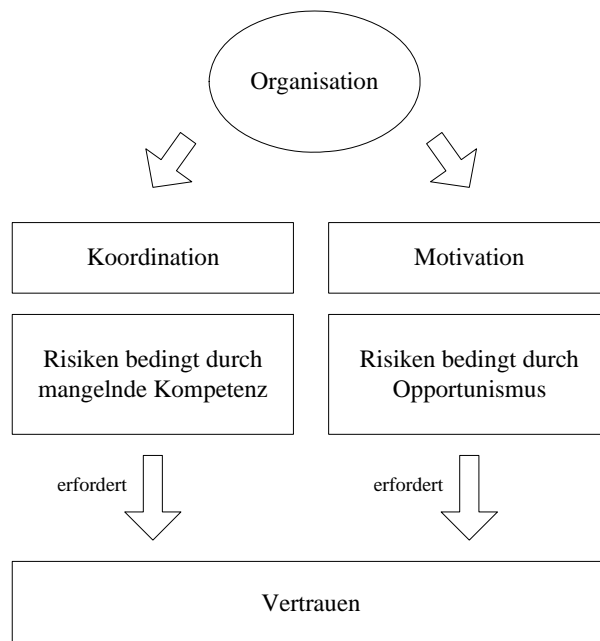 Organisation
Koordination
Motivation
Risiken bedingt durch
mangelnde Kompetenz
Risiken bedingt durch
Opportunismus
erfordert
erfordert
Vertrauen